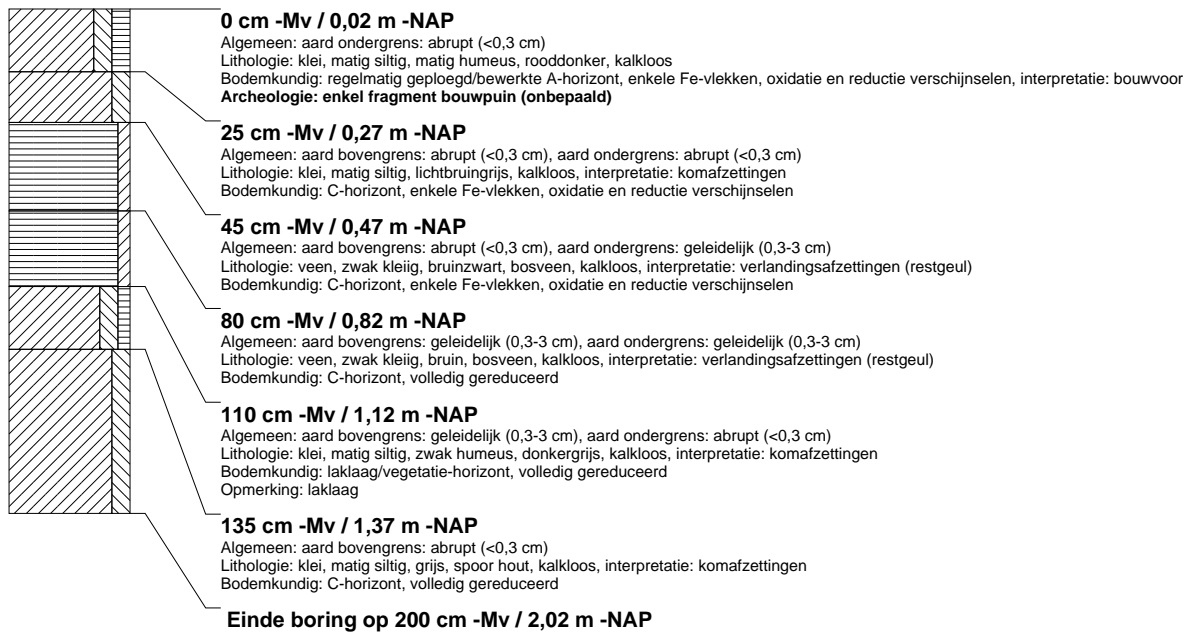 0 cm -Mv / 0,02 m -NAP
Algemeen: aard ondergrens: abrupt (<0,3 cm)
Lithologie: klei, matig siltig, matig humeus, rooddonker, kalkloos
Bodemkundig: regelmatig geploegd/bewerkte A-horizont, enkele Fe-vlekken, oxidatie en reductie verschijnselen, interpretatie: bouwvoor
Archeologie: enkel fragment bouwpuin (onbepaald)
25 cm -Mv / 0,27 m -NAP
Algemeen: aard bovengrens: abrupt (<0,3 cm), aard ondergrens: abrupt (<0,3 cm)
Lithologie: klei, matig siltig, lichtbruingrijs, kalkloos, interpretatie: komafzettingen
Bodemkundig: C-horizont, enkele Fe-vlekken, oxidatie en reductie verschijnselen
45 cm -Mv / 0,47 m -NAP
Algemeen: aard bovengrens: abrupt (<0,3 cm), aard ondergrens: geleidelijk (0,3-3 cm)
Lithologie: veen, zwak kleiig, bruinzwart, bosveen, kalkloos, interpretatie: verlandingsafzettingen (restgeul)
Bodemkundig: C-horizont, enkele Fe-vlekken, oxidatie en reductie verschijnselen
80 cm -Mv / 0,82 m -NAP
Algemeen: aard bovengrens: geleidelijk (0,3-3 cm), aard ondergrens: geleidelijk (0,3-3 cm)
Lithologie: veen, zwak kleiig, bruin, bosveen, kalkloos, interpretatie: verlandingsafzettingen (restgeul)
Bodemkundig: C-horizont, volledig gereduceerd
110 cm -Mv / 1,12 m -NAP
Algemeen: aard bovengrens: geleidelijk (0,3-3 cm), aard ondergrens: abrupt (<0,3 cm)
Lithologie: klei, matig siltig, zwak humeus, donkergrijs, kalkloos, interpretatie: komafzettingen
Bodemkundig: laklaag/vegetatie-horizont, volledig gereduceerd
Opmerking: laklaag
135 cm -Mv / 1,37 m -NAP
Algemeen: aard bovengrens: abrupt (<0,3 cm)
Lithologie: klei, matig siltig, grijs, spoor hout, kalkloos, interpretatie: komafzettingen
Bodemkundig: C-horizont, volledig gereduceerd
Einde boring op 200 cm -Mv / 2,02 m -NAP